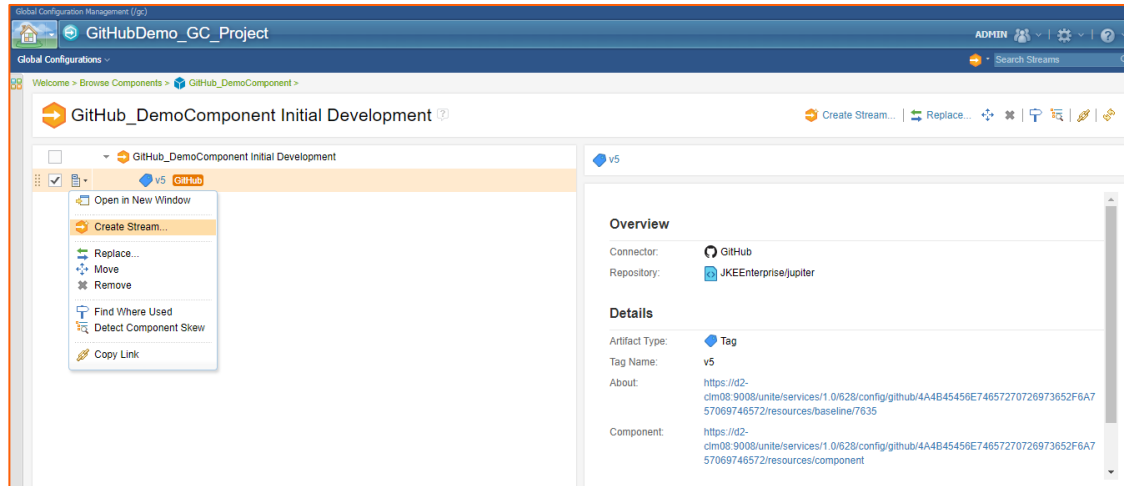 Global Configuration Management (/gc)
GitHubDemo_GC_Project
ADMIN
Global Configurations
Search Streams
Welcome > Browse Components > GitHub_DemoComponent >
GitHub_DemoComponent Initial Development
Create Stream... | Replace...
GitHub_DemoComponent Initial Development
v5 GitHub
Open in New Window
Create Stream...
Replace...
Move
Remove
Find Where Used
Detect Component Skew
Copy Link
v5
Overview
Connector: GitHub
Repository: JKEEnterprise/jupiter
Details
Artifact Type: Tag
Tag Name: v5
About: https://d2-
clm08:9008/unite/services/1.0/628/config/github/4A4B45456E74657270726973652F6A7
57069746572/resources/baseline/7635
Component: https://d2-
clm08:9008/unite/services/1.0/628/config/github/4A4B45456E74657270726973652F6A7
57069746572/resources/component